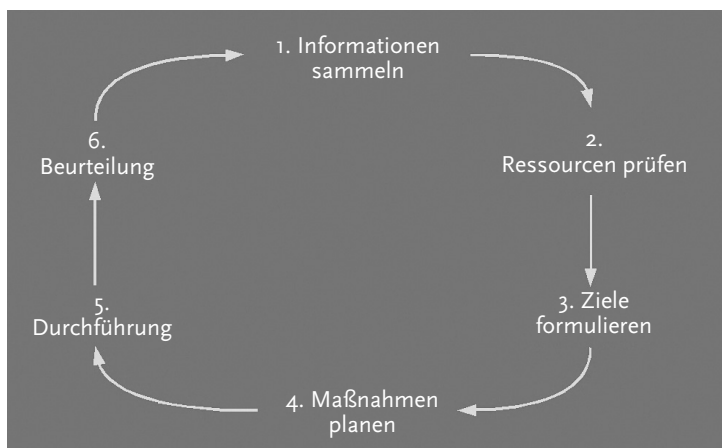 1. Informationen
sammeln
2.
Ressourcen prüfen
3. Ziele
formulieren
4. Maßnahmen
planen
5.
Durchführung
6.
Beurteilung